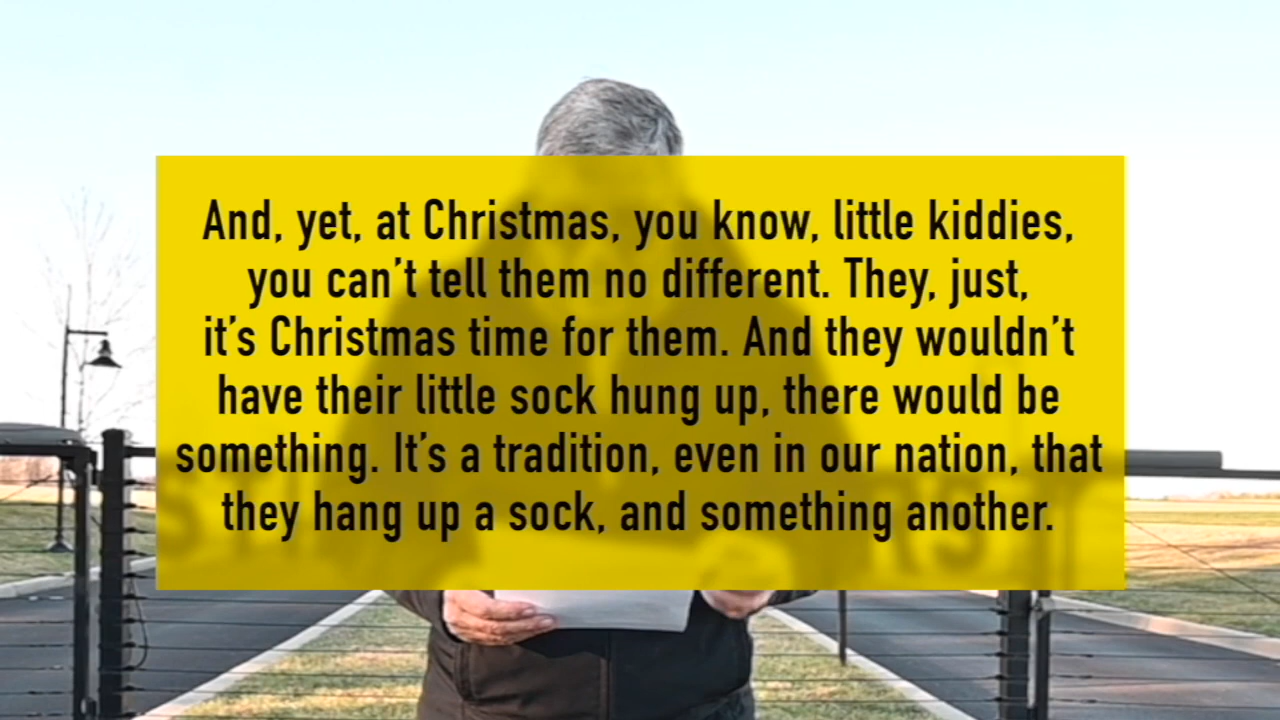 And, yet, at Christmas, you know, little kiddies,
you can’t tell them no different. They, just,
it’s Christmas time for them. And they wouldn’t
have their little sock hung up, there would be
something. It’s a tradition, even in our nation, that
they hang up a sock, and something another.